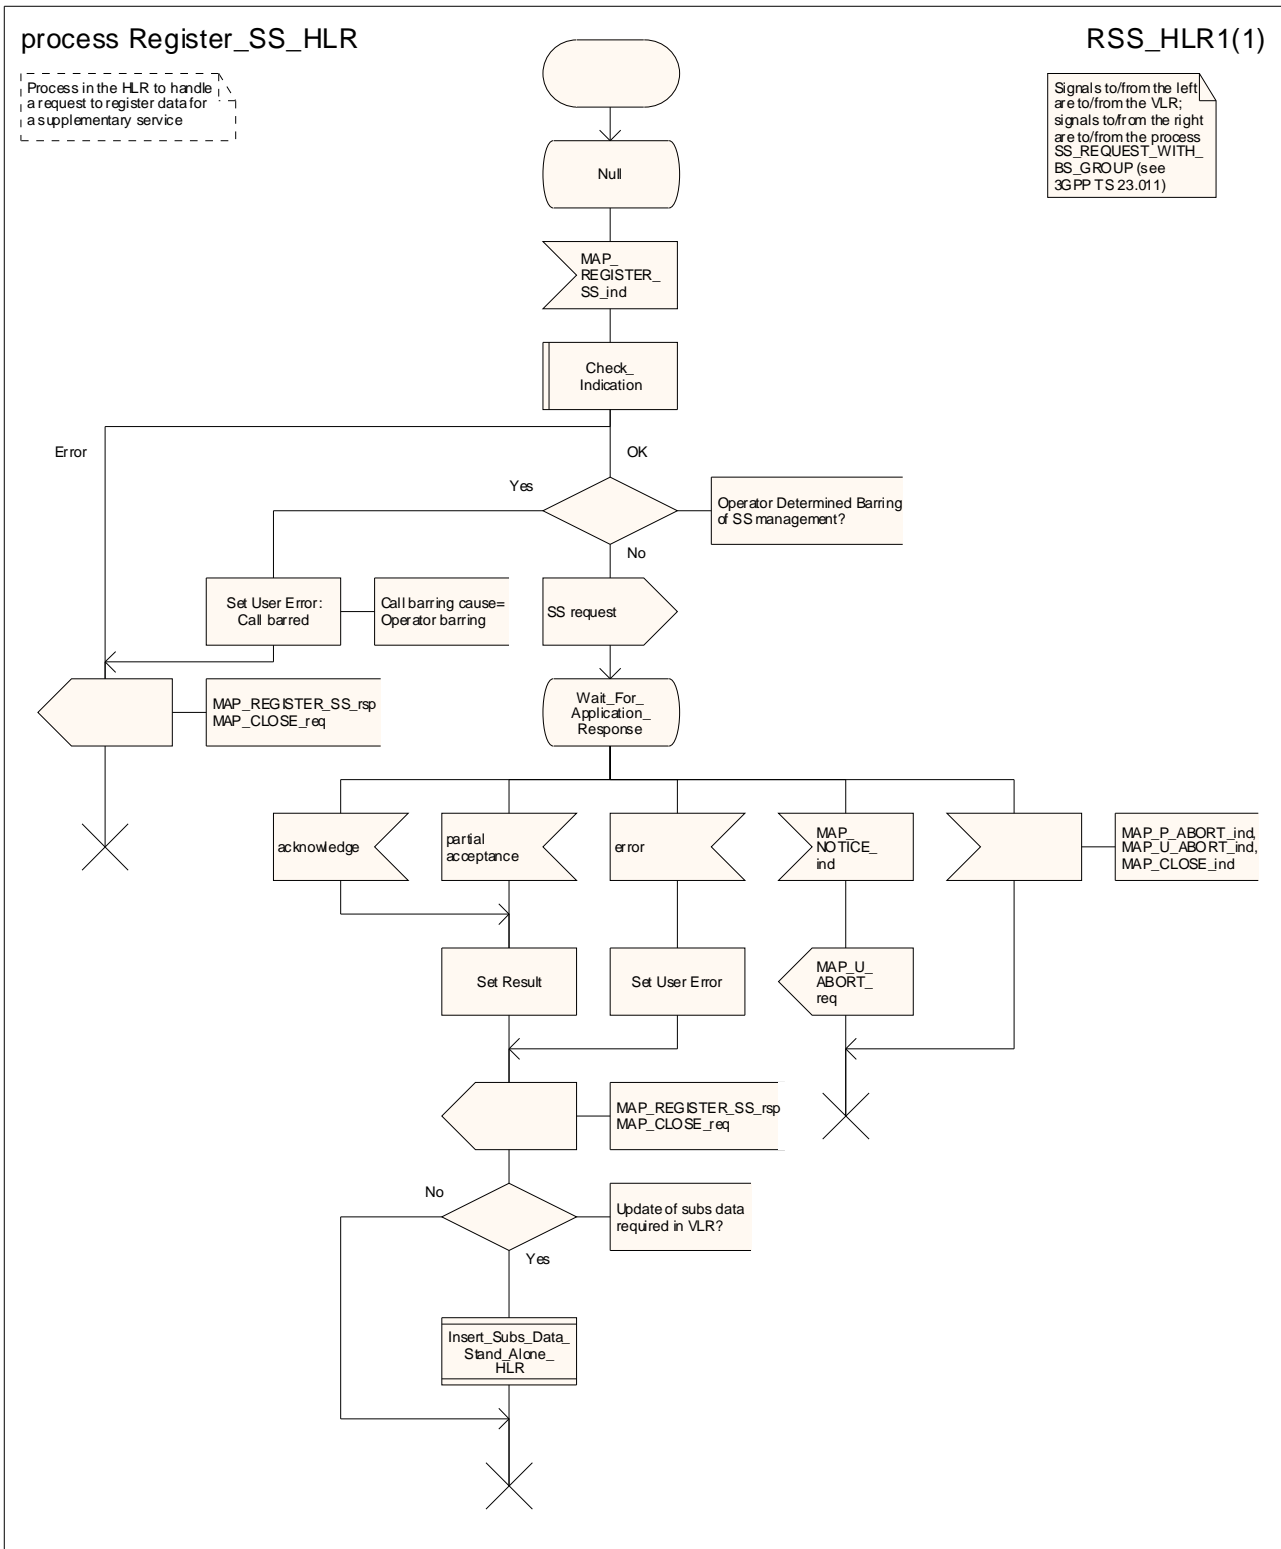 process Register_SS_HLR
RSS_HLR1(1)
Process in the HLR to handle
a request to register data for
a supplementary service
Signals to/from the left
are to/from the VLR;
signals to/from the right
are to/from the process
SS_REQUEST_WITH_
BS_GROUP (see
3GPP TS 23.011)
Null
MAP_
REGISTER_
SS_ind
Check_
Indication
Error
OK
Yes
Operator Determined Barring
of SS management?
No
Set User Error:
Call barred
Call barring cause=
Operator barring
SS request
MAP_REGISTER_SS_rsp
MAP_CLOSE_req
Wait_For_
Application_
Response
acknowledge
partial
acceptance
error
MAP_
NOTICE_
ind
MAP_P_ABORT_ind,
MAP_U_ABORT_ind,
MAP_CLOSE_ind
Set Result
Set User Error
MAP_U_
ABORT_
req
MAP_REGISTER_SS_rsp
MAP_CLOSE_req
No
Update of subs data
required in VLR?
Yes
Insert_Subs_Data_
Stand_Alone_
HLR